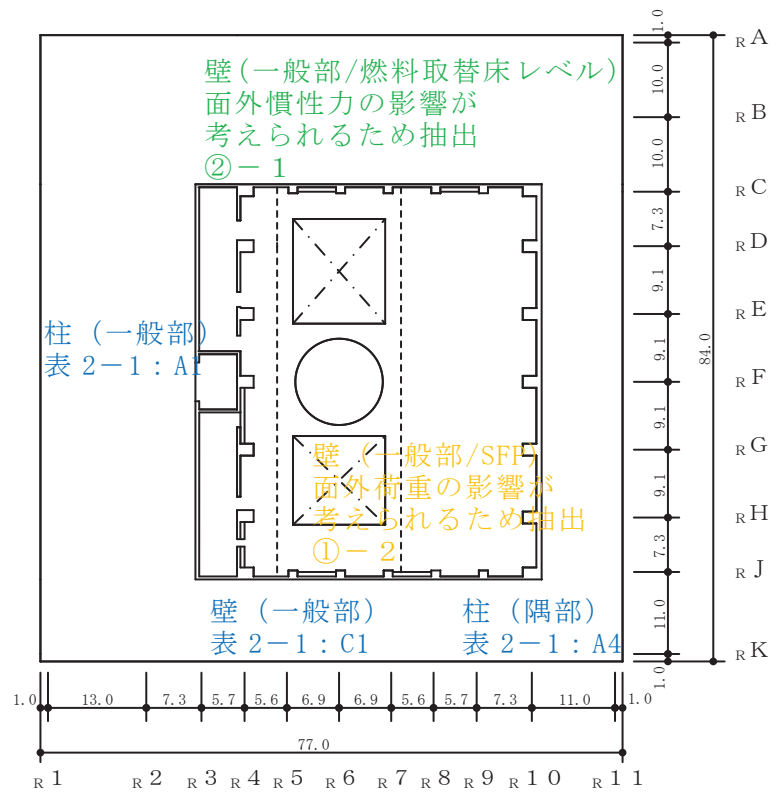 壁(一般部/燃料取替床レベル)
面外慣性力の影響が
考えられるため抽出
②－1
柱 (一般部)
表 2－1：A1
壁 (一般部/SFP)
面外荷重の影響が
考えられるため抽出
①－2
壁 (一般部)
表 2－1：C1
柱 (隅部)
表 2－1：A4
1.0
RA
10.0
RB
10.0
RC
7.3
RD
9.1
RE
9.1
84.0
RF
9.1
RG
9.1
RH
7.3
RJ
11.0
RK
1.0
1.0 13.0 7.3 5.7 5.6 6.9 6.9 5.6 5.7 7.3 11.0 1.0
77.0
R1 R2 R3 R4 R5 R6 R7 R8 R9 R10 R11